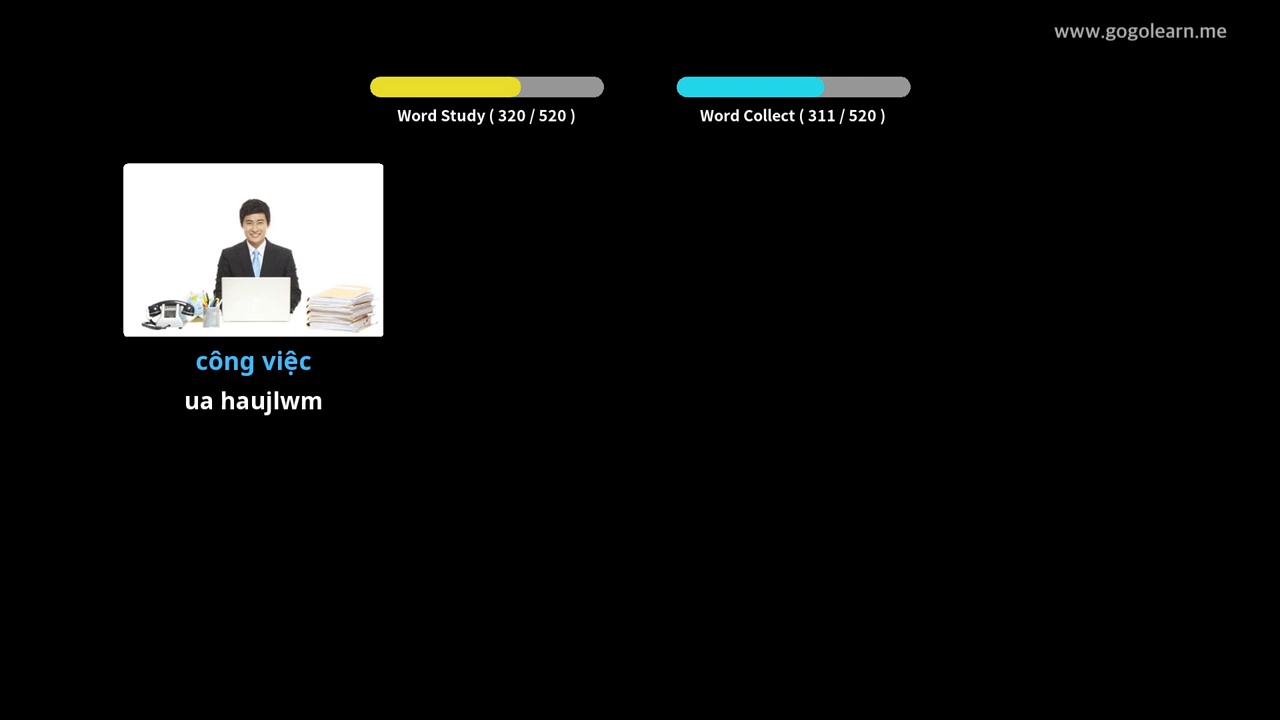 www.gogolearn.me
Word Study ( 320 / 520 )
Word Collect ( 311 / 520 )
công việc
ua haujlwm